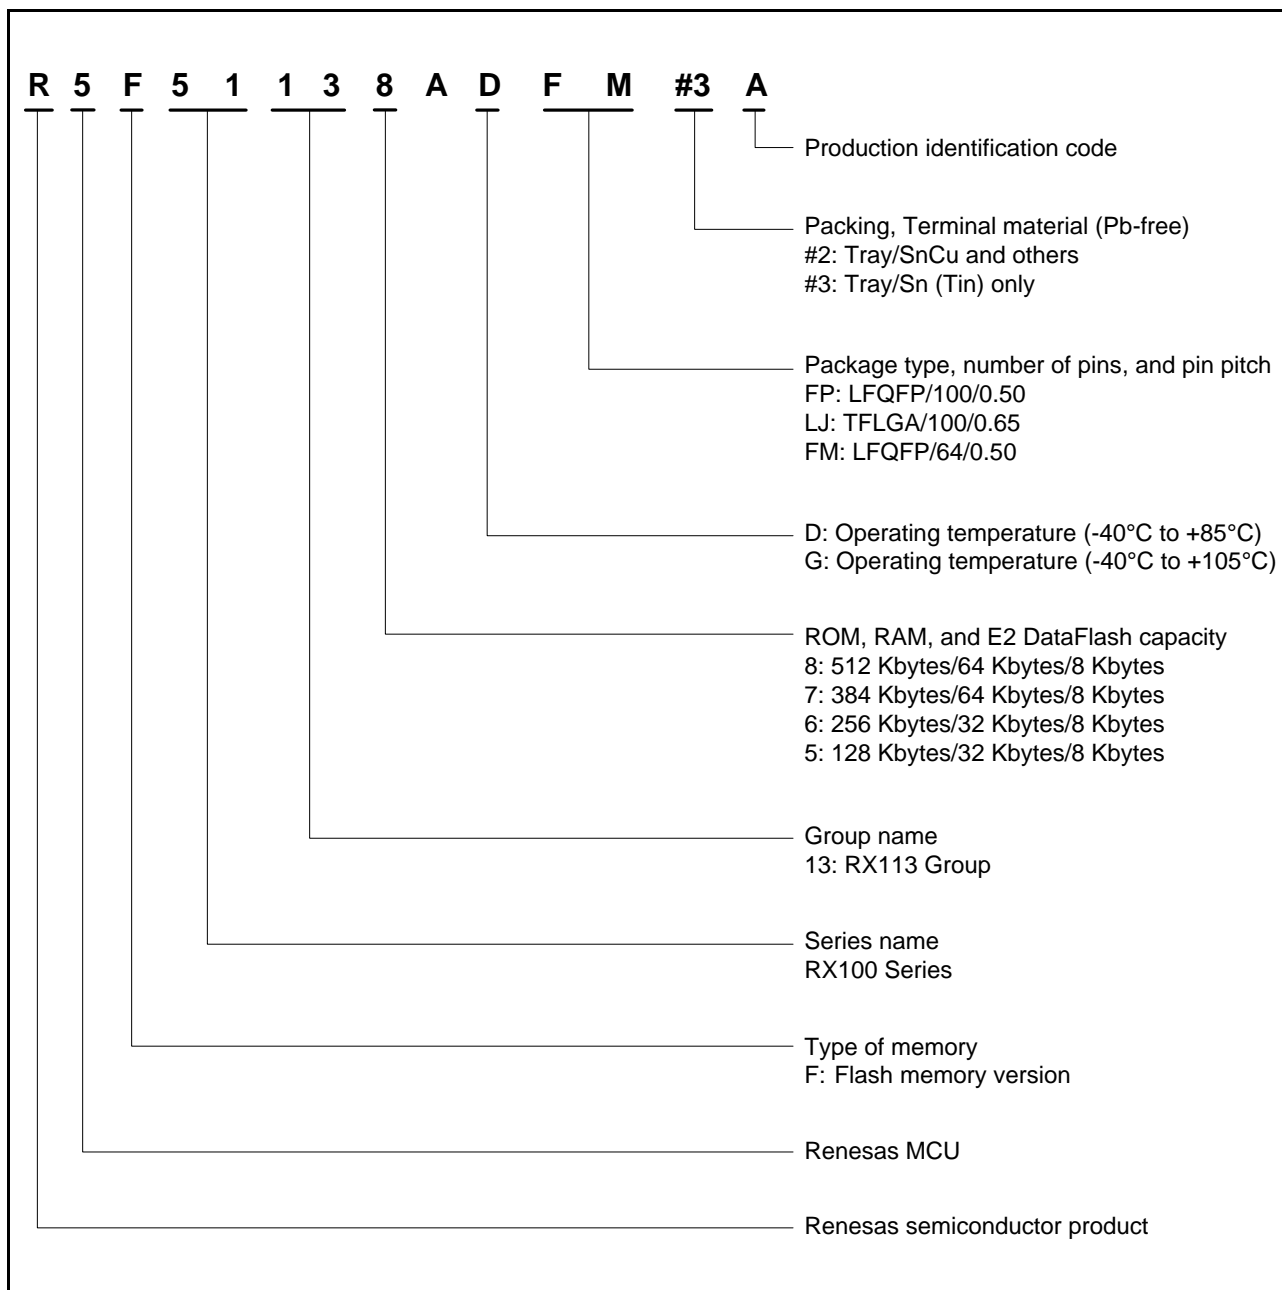 R 5 F 5 1 1 3 8 A D F M #3 A
Production identification code
Packing, Terminal material (Pb-free)
#2: Tray/SnCu and others
#3: Tray/Sn (Tin) only
Package type, number of pins, and pin pitch
FP: LFQFP/100/0.50
LJ: TFLGA/100/0.65
FM: LFQFP/64/0.50
D: Operating temperature (-40°C to +85°C)
G: Operating temperature (-40°C to +105°C)
ROM, RAM, and E2 DataFlash capacity
8: 512 Kbytes/64 Kbytes/8 Kbytes
7: 384 Kbytes/64 Kbytes/8 Kbytes
6: 256 Kbytes/32 Kbytes/8 Kbytes
5: 128 Kbytes/32 Kbytes/8 Kbytes
Group name
13: RX113 Group
Series name
RX100 Series
Type of memory
F: Flash memory version
Renesas MCU
Renesas semiconductor product